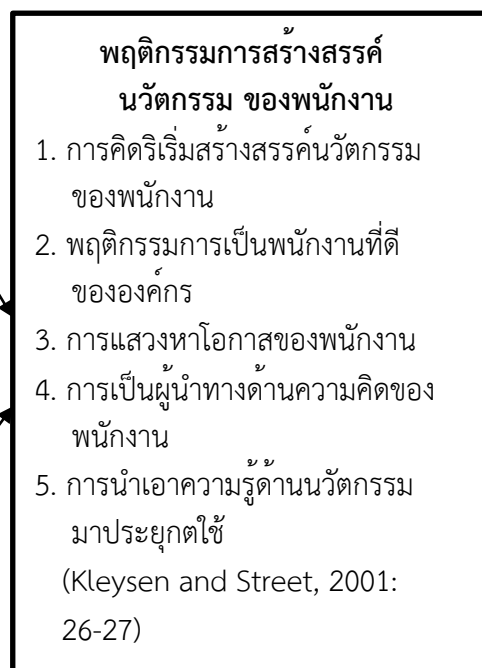 พฤติกรรมการสร้างสรรค์
นวัตกรรม ของพนักงาน
1. การคิดริเริ่มสร้างสรรค์นวัตกรรม
ของพนักงาน
2. พฤติกรรมการเป็นพนักงานที่ดี
ขององค์กร
3. การแสวงหาโอกาสของพนักงาน
4. การเป็นผู้นำทางด้านความคิดของ
พนักงาน
5. การนำเอาความรู้ด้านนวัตกรรม
มาประยุกตใช้
(Kleysen and Street, 2001:
26-27)